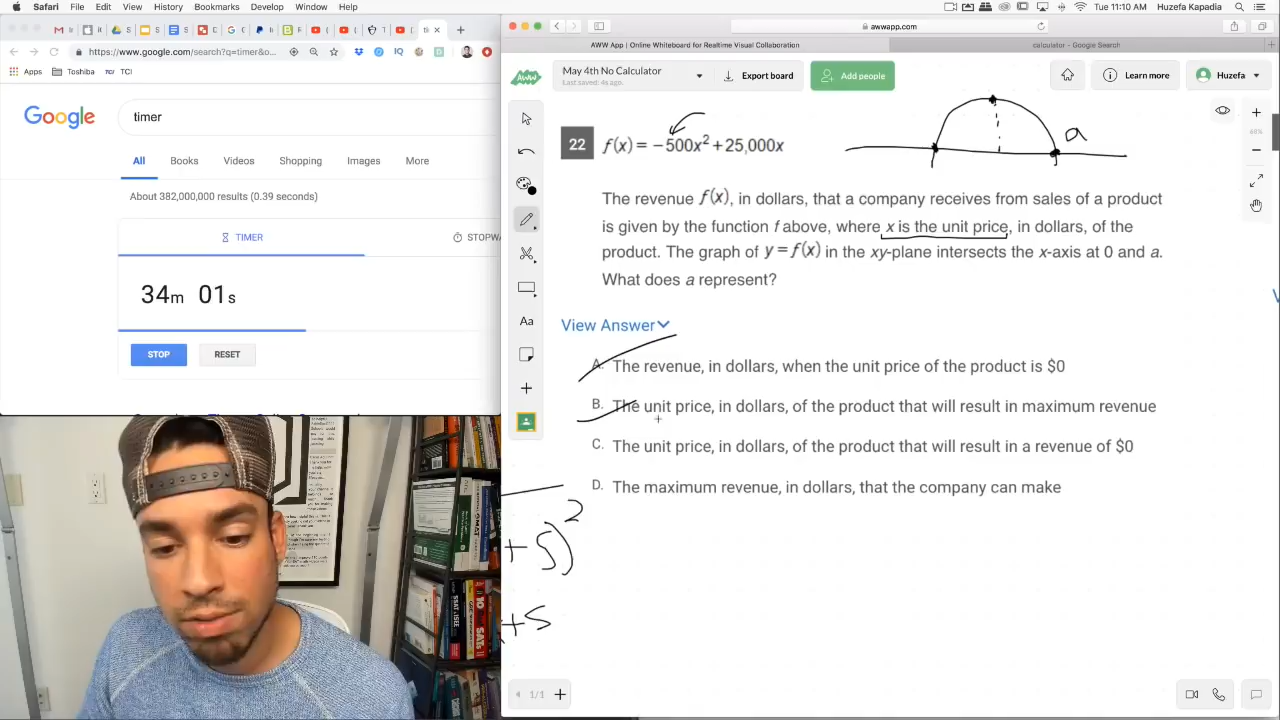 Safari File Edit View History Bookmarks Develop Window Help
Tue 11:10 AM Huzefa Kapadia
https://www.google.com/search?q=timer&o...
awwapp.com
Apps Toshiba TCI
AWW App | Online Whiteboard for Realtime Visual Collaboration
calculator - Google Search
Google
timer
All Books Videos Shopping Images More
About 382,000,000 results (0.39 seconds)
TIMER STOPW
34m 01s
STOP RESET
AWW
May 4th No Calculator
Last saved: 4s ago.
Export board
Add people
Learn more
Huzefa
22 f(x) = −500x² + 25,000x
a
The revenue f(x), in dollars, that a company receives from sales of a product
is given by the function f above, where x is the unit price, in dollars, of the
product. The graph of y = f(x) in the xy-plane intersects the x-axis at 0 and a.
What does a represent?
View Answer
A. The revenue, in dollars, when the unit price of the product is $0
B. The unit price, in dollars, of the product that will result in maximum revenue
C. The unit price, in dollars, of the product that will result in a revenue of $0
D. The maximum revenue, in dollars, that the company can make
+ 5)²
+5
Aa
1/1
SSAT & ISEE